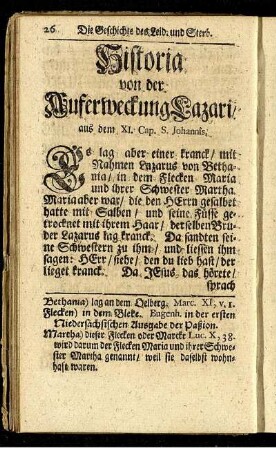 26 Die Geschichte des Leid. und Sterb.
Historia
von der
Auferweckung Lazari/
aus dem XI. Cap. S. Johannis.
Es lag aber einer kranck/ mit
Nahmen Lazarus von Betha-
nia/ in dem Flecken Maria
und ihrer Schwester Martha.
Maria aber war/ die den HErrn gesalbet
hatte mit Salben/ und seine Füsse ge-
trocknet mit ihrem Haar/ derselben Bru-
der Lazarus lag kranck. Da sandten sei-
ne Schwestern zu ihm/ und liessen ihm
sagen: HErr/ siehe/ den du lieb hast/ der
lieget kranck. Da JEsus das hörete/
sprach
Bethania) lag an dem Oelberg. Marc. XI, v. 1.
Flecken) in dem Bleke. Eugenh. in der ersten
Niedersächsischen Ausgabe der Paßion.
Martha) dieser Flecken oder Marckt Luc. X, 38.
wird darum der Flecken Maria und ihrer Schwe-
ster Martha genannt/ weil sie daselbst wohn-
haft waren.